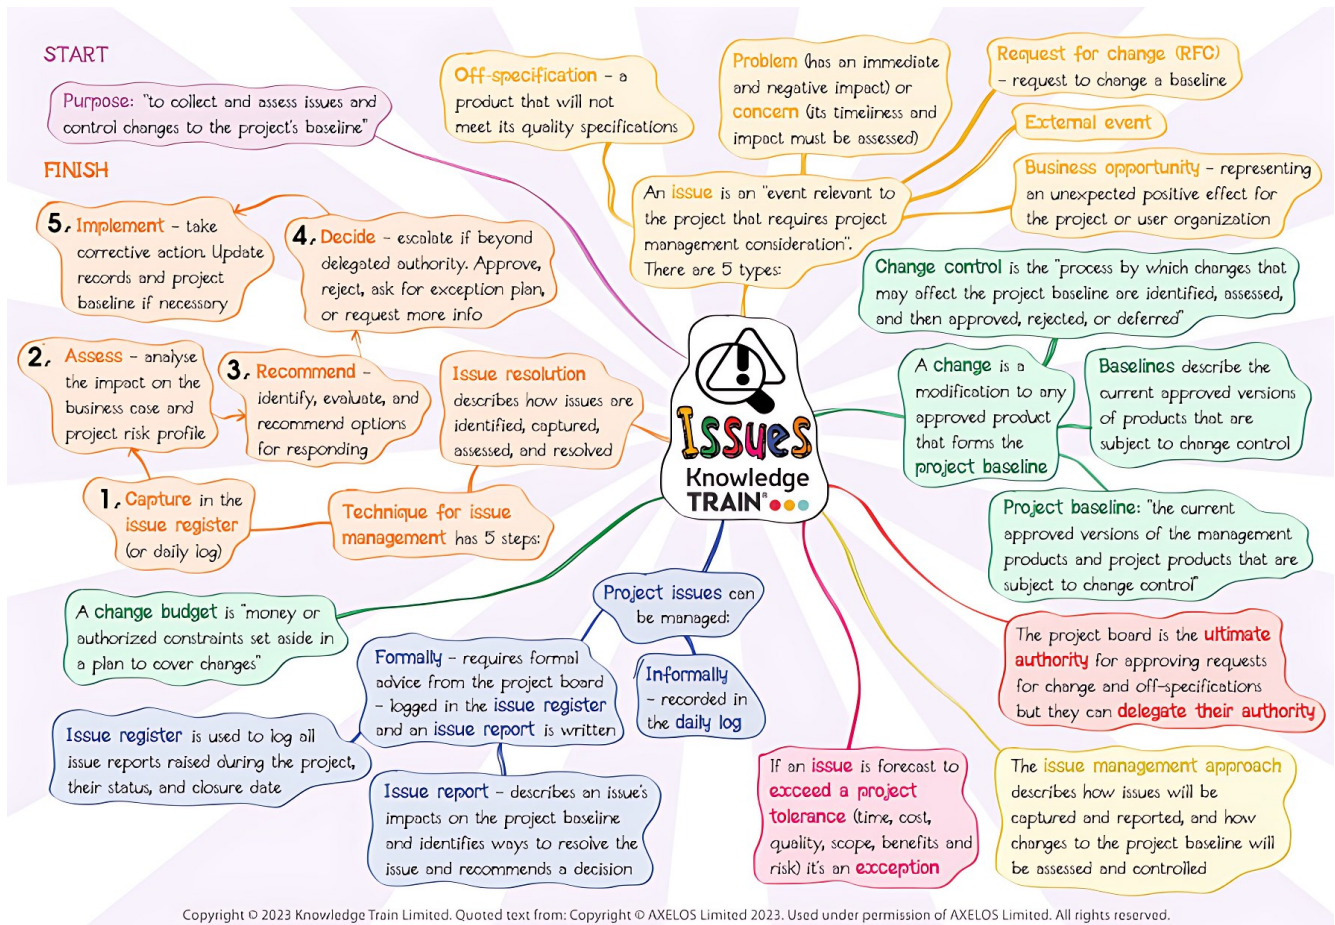 START
Purpose: "to collect and assess issues and
control changes to the project's baseline"
FINISH
5. Implement – take
corrective action. Update
records and project
baseline if necessary
4. Decide – escalate if beyond
delegated authority. Approve,
reject, ask for exception plan,
or request more info
2. Assess – analyse
the impact on the
business case and
project risk profile
3. Recommend –
identify, evaluate, and
recommend options
for responding
Issue resolution
describes how issues are
identified, captured,
assessed, and resolved
1. Capture in the
issue register
(or daily log)
Technique for issue
management has 5 steps:
Off-specification – a
product that will not
meet its quality specifications
Problem (has an immediate
and negative impact) or
concern (its timeliness and
impact must be assessed)
Request for change (RFC)
– request to change a baseline
External event
Business opportunity – representing
an unexpected positive effect for
the project or user organization
An issue is an "event relevant to
the project that requires project
management consideration".
There are 5 types:
Change control is the "process by which changes that
may affect the project baseline are identified, assessed,
and then approved, rejected, or deferred"
A change is a
modification to any
approved product
that forms the
project baseline
Baselines describe the
current approved versions
of products that are
subject to change control
Project baseline: "the current
approved versions of the management
products and project products that are
subject to change control"
Issues
Knowledge
TRAIN®
A change budget is "money or
authorized constraints set aside in
a plan to cover changes"
Project issues can
be managed:
Formally – requires formal
advice from the project board
– logged in the issue register
and an issue report is written
Informally
– recorded in
the daily log
Issue register is used to log all
issue reports raised during the project,
their status, and closure date
Issue report – describes an issue's
impacts on the project baseline
and identifies ways to resolve the
issue and recommends a decision
The project board is the ultimate
authority for approving requests
for change and off-specifications
but they can delegate their authority
If an issue is forecast to
exceed a project
tolerance (time, cost,
quality, scope, benefits and
risk) it's an exception
The issue management approach
describes how issues will be
captured and reported, and how
changes to the project baseline will
be assessed and controlled
Copyright © 2023 Knowledge Train Limited. Quoted text from: Copyright © AXELOS Limited 2023. Used under permission of AXELOS Limited. All rights reserved.